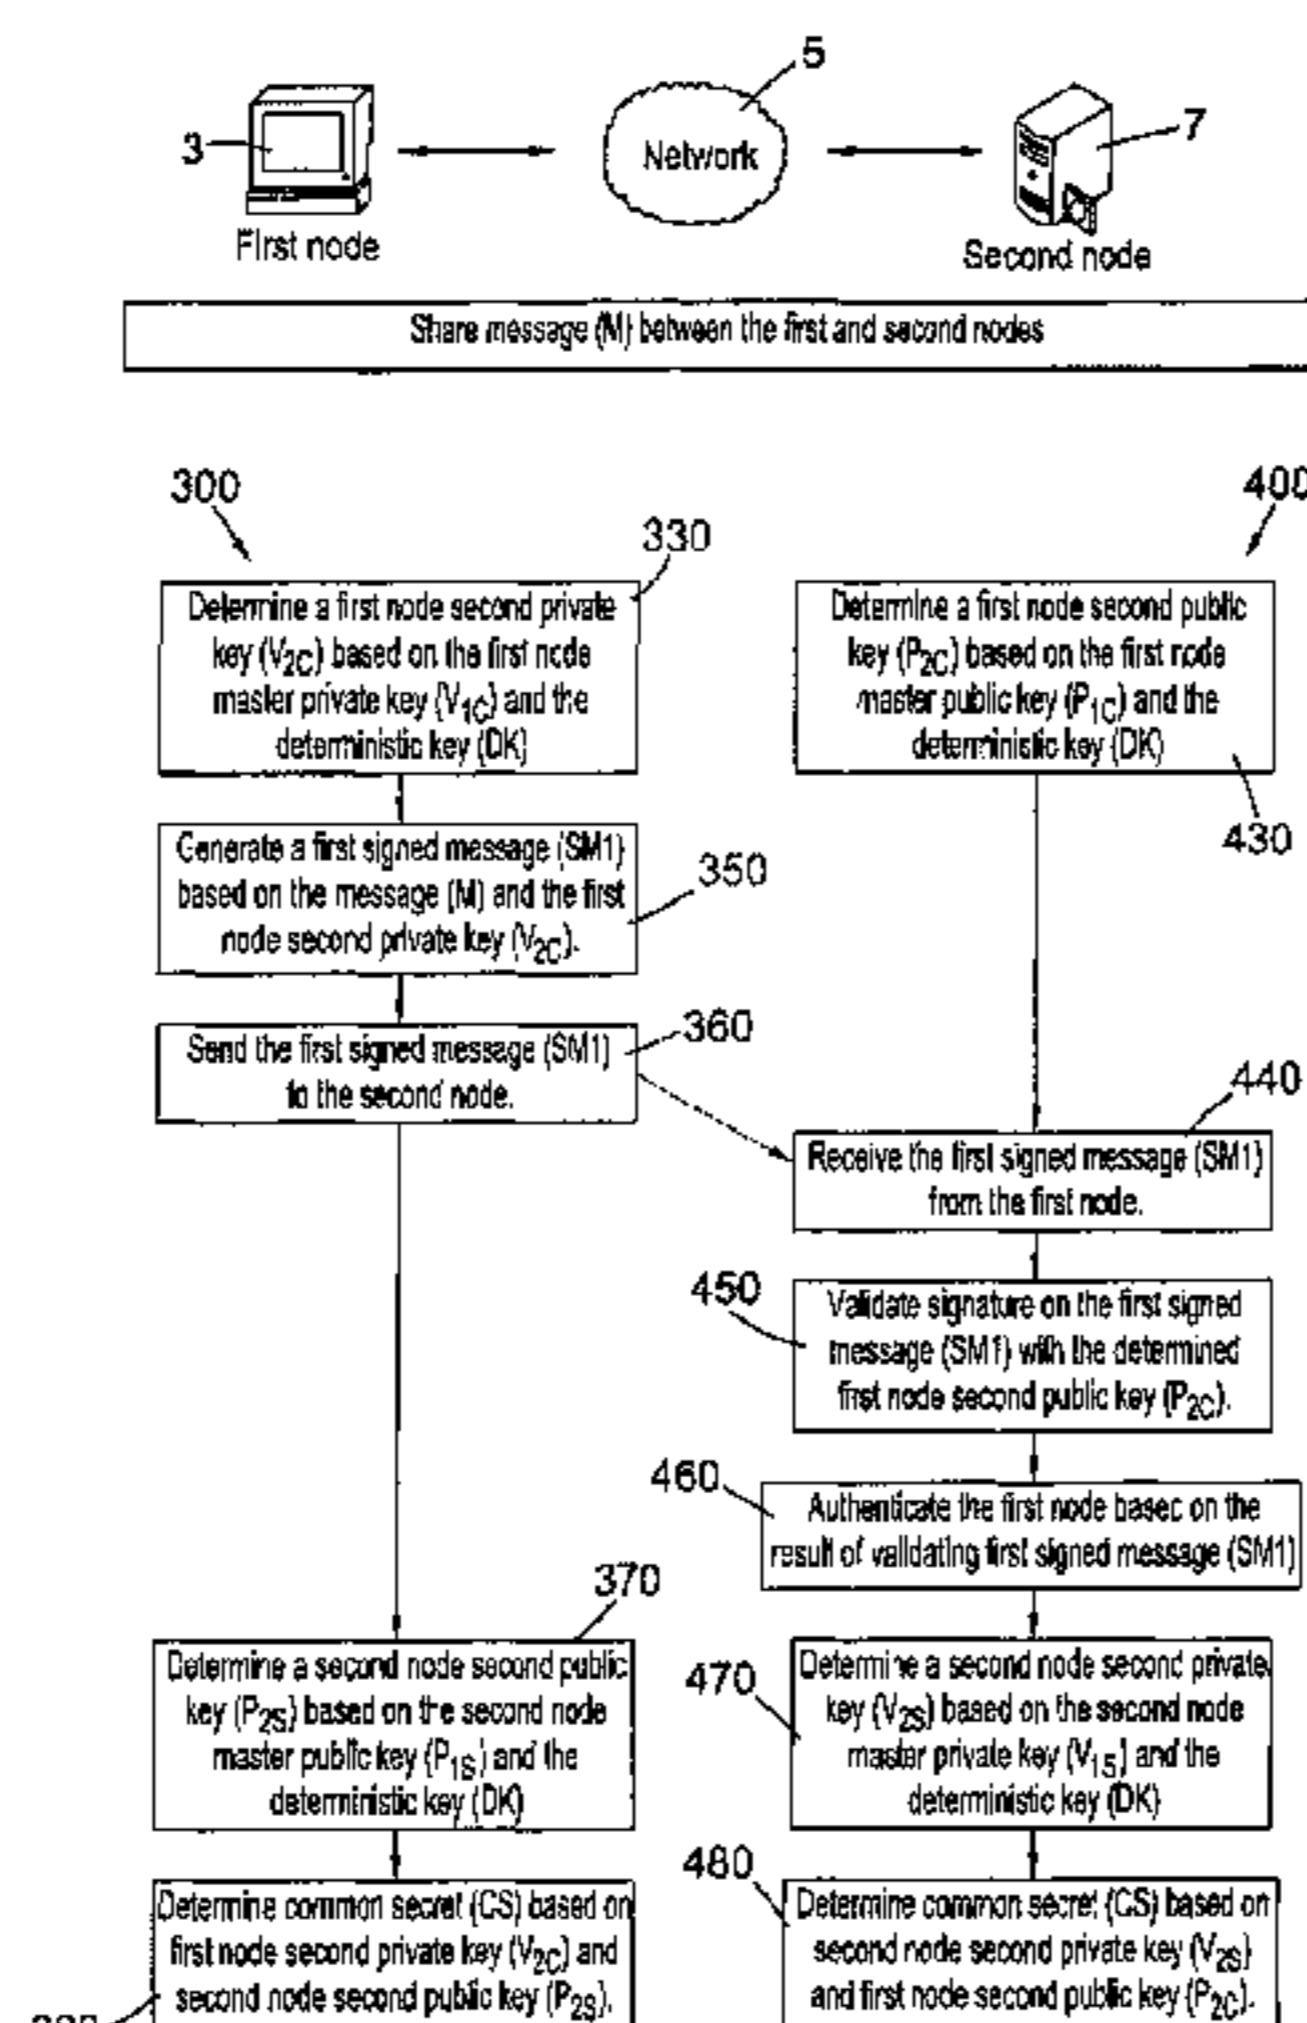 5
3
Network
7
First node
Second node
Share message (M) between the first and second nodes
300
400
330
Determine a first node second private
key (V2C) based on the first node
master private key (V1C) and the
deterministic key (DK)
Determine a first node second public
key (P2C) based on the first node
master public key (P1C) and the
deterministic key (DK)
430
Generate a first signed message (SM1)
based on the message (M) and the first
node second private key (V2C).
350
Send the first signed message (SM1)
to the second node.
360
440
Receive the first signed message (SM1)
from the first node.
450
Validate signature on the first signed
message (SM1) with the determined
first node second public key (P2C).
460
Authenticate the first node based on the
result of validating first signed message (SM1)
370
Determine a second node second public
key (P2S) based on the second node
master public key (P1S) and the
deterministic key (DK)
470
Determine a second node second private
key (V2S) based on the second node
master private key (V1S) and the
deterministic key (DK)
480
Determine common secret (CS) based on
first node second private key (V2C) and
second node second public key (P2S).
Determine common secret (CS) based on
second node second private key (V2S)
and first node second public key (P2C).